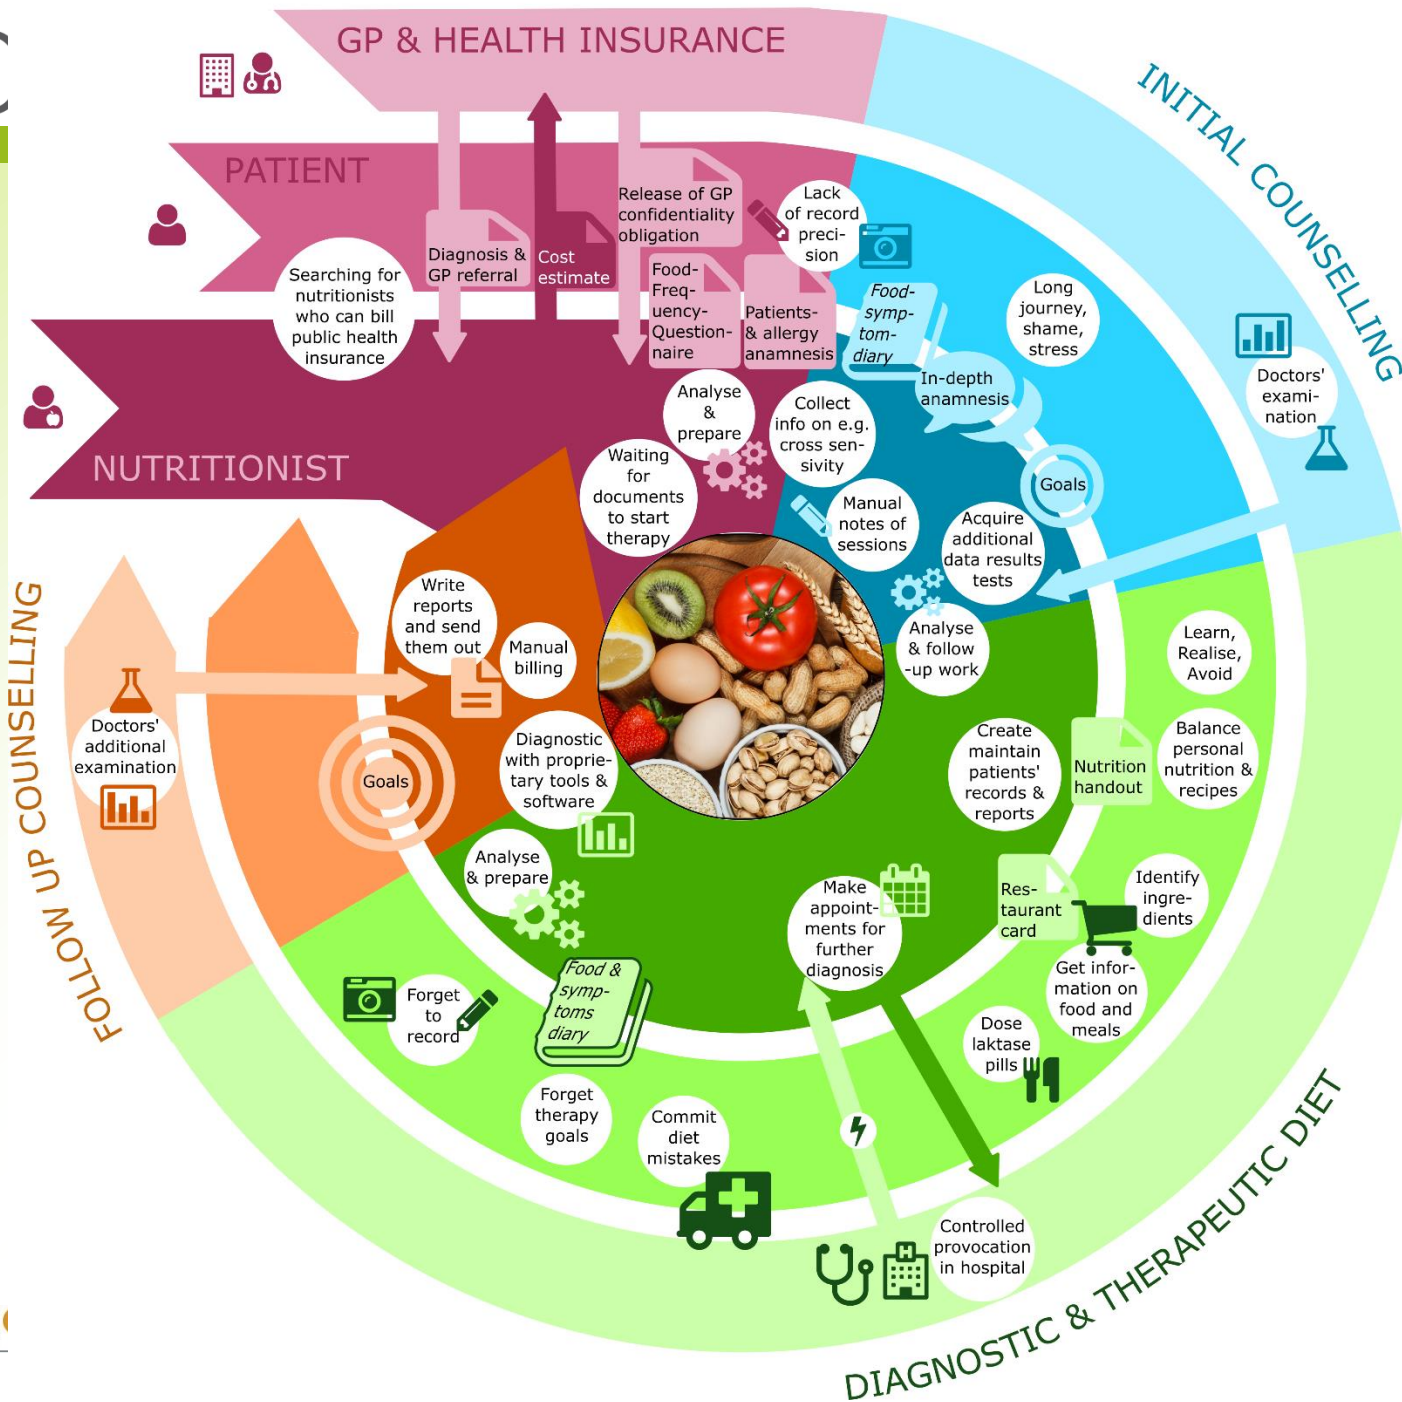 GP & HEALTH INSURANCE
PATIENT
NUTRITIONIST
INITIAL COUNSELLING
DIAGNOSTIC & THERAPEUTIC DIET
FOLLOW UP COUNSELLING
Searching for
nutritionists
who can bill
public health
insurance
Diagnosis &
GP referral
Cost
estimate
Release of GP
confidentiality
obligation
Food-
Freq-
uency-
Question-
naire
Patients-
& allergy
anamnesis
Lack
of record
preci-
sion
Analyse
&
prepare
Waiting
for
documents
to start
therapy
Collect
info on e.g.
cross sen-
sivity
Food-
symp-
tom-
diary
In-depth
anamnesis
Long
journey,
shame,
stress
Goals
Manual
notes of
sessions
Acquire
additional
data results
tests
Doctors'
exami-
nation
Analyse
& follow
-up work
Learn,
Realise,
Avoid
Create
maintain
patients'
records &
reports
Nutrition
handout
Balance
personal
nutrition &
recipes
Res-
taurant
card
Identify
ingre-
dients
Get infor-
mation on
food and
meals
Dose
laktase
pills
Make
appoint-
ments for
further
diagnosis
H
Controlled
provocation
in hospital
Commit
diet
mistakes
Forget
therapy
goals
Food &
symp-
toms
diary
Forget
to
record
Analyse
& prepare
Diagnostic
with proprie-
tary tools &
software
Goals
Manual
billing
Write
reports
and send
them out
Doctors'
additional
examination